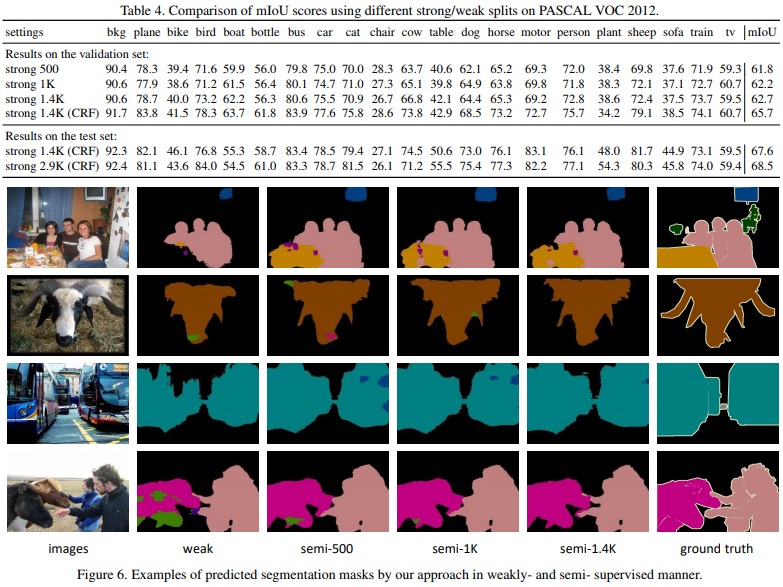 Table 4. Comparison of mIoU scores using different strong/weak splits on PASCAL VOC 2012.
settings bkg plane bike bird boat bottle bus car cat chair cow table dog horse motor person plant sheep sofa train tv mIoU
Results on the validation set:
strong 500 90.4 78.3 39.4 71.6 59.9 56.0 79.8 75.0 70.0 28.3 63.7 40.6 62.1 65.2 69.3 72.0 38.4 69.8 37.6 71.9 59.3 61.8
strong 1K 90.6 77.9 38.6 71.2 61.5 56.4 80.1 74.7 71.0 27.3 65.1 39.8 64.9 63.8 69.8 71.8 38.3 72.1 37.1 72.7 60.7 62.2
strong 1.4K 90.6 78.7 40.0 73.2 62.2 56.3 80.6 75.5 70.9 26.7 66.8 42.1 64.4 65.3 69.2 72.8 38.6 72.4 37.5 73.7 59.5 62.7
strong 1.4K (CRF) 91.7 83.8 41.5 78.3 63.7 61.8 83.9 77.6 75.8 28.6 73.8 42.9 68.5 73.2 72.7 75.7 34.2 79.1 38.5 74.1 60.7 65.7
Results on the test set:
strong 1.4K (CRF) 92.3 82.1 46.1 76.8 55.3 58.7 83.4 78.5 79.4 27.1 74.5 50.6 73.0 76.1 83.1 76.1 48.0 81.7 44.9 73.1 59.5 67.6
strong 2.9K (CRF) 92.4 81.1 43.6 84.0 54.5 61.0 83.3 78.7 81.5 26.1 71.2 55.5 75.4 77.3 82.2 77.1 54.3 80.3 45.8 74.0 59.4 68.5
images weak semi-500 semi-1K semi- 1.4K ground truth
Figure 6. Examples of predicted segmentation masks by our approach in weakly- and semi- supervised manner.